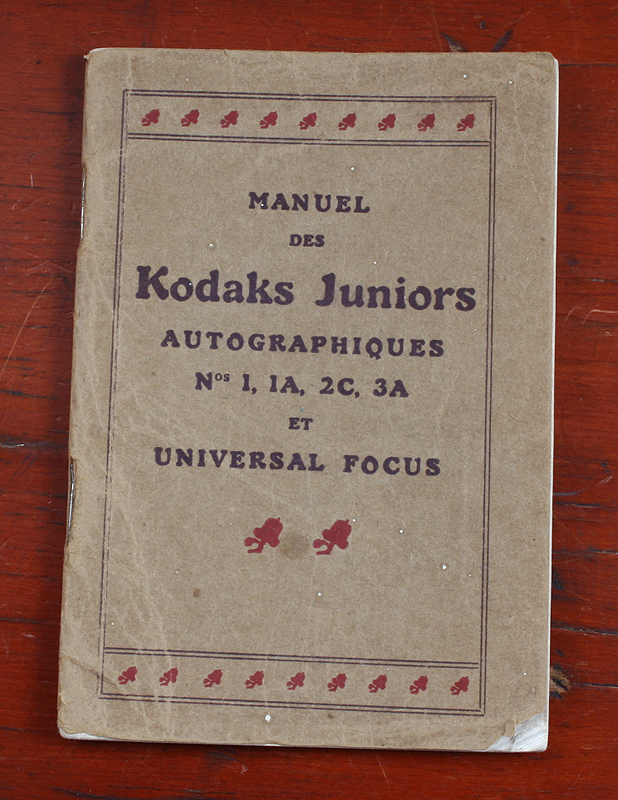 MANUEL
DES
Kodaks Juniors
AUTOGRAPHIQUES
Nos 1, 1A, 2C, 3A
ET
UNIVERSAL FOCUS